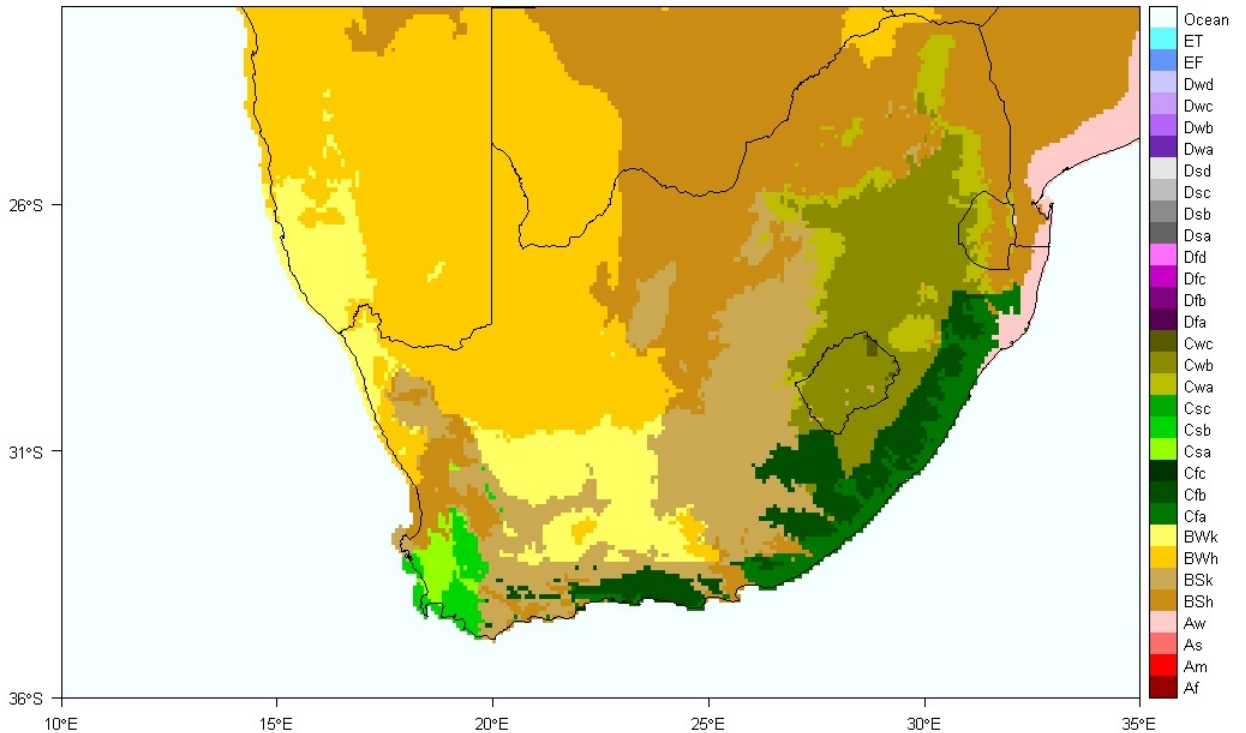 26°S
31°S
36°S
10°E
15°E
20°E
25°E
30°E
35°E
Ocean
ET
EF
Dwd
Dwc
Dwb
Dwa
Dsd
Dsc
Dsb
Dsa
Dfd
Dfc
Dfb
Dfa
Cwc
Cwb
Cwa
Csc
Csb
Csa
Cfc
Cfb
Cfa
BWk
BWh
BSk
BSh
Aw
As
Am
Af